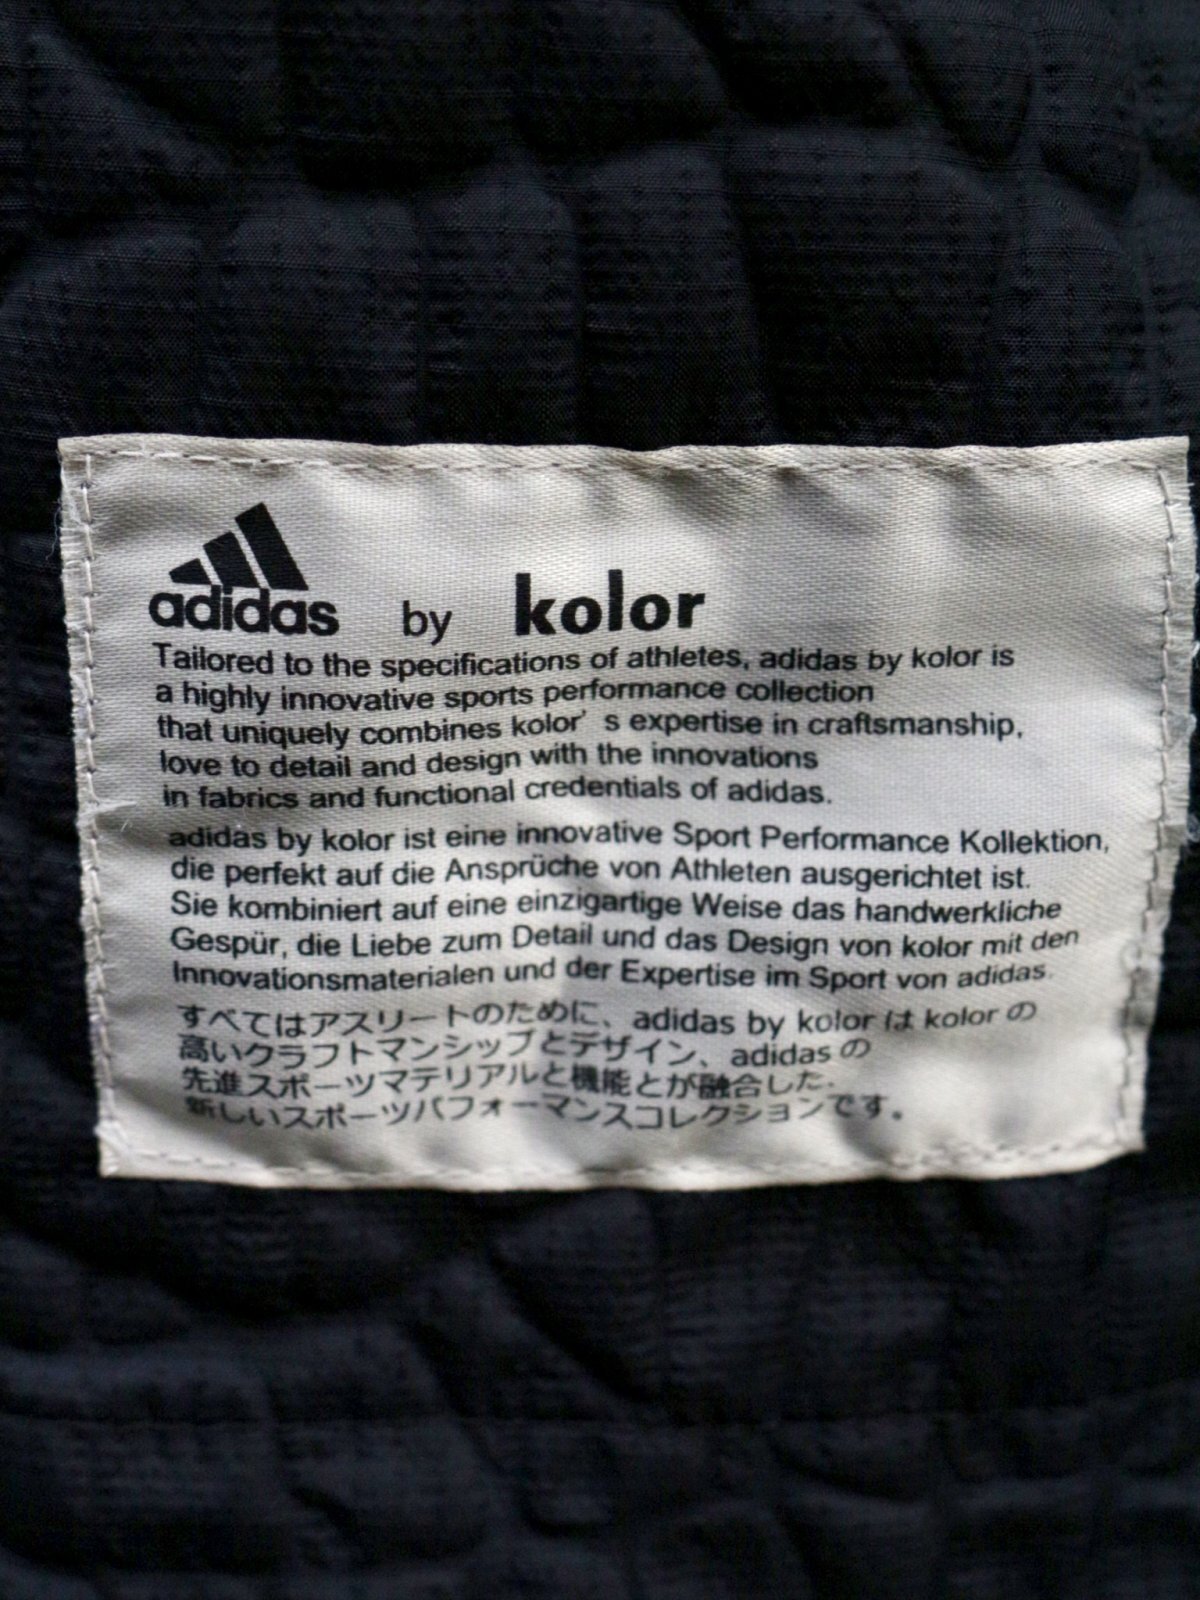 adidas by kolor
Tailored to the specifications of athletes, adidas by kolor is
a highly innovative sports performance collection
that uniquely combines kolor’ s expertise in craftsmanship,
love to detail and design with the innovations
in fabrics and functional credentials of adidas.
adidas by kolor ist eine innovative Sport Performance Kollektion,
die perfekt auf die Ansprüche von Athleten ausgerichtet ist.
Sie kombiniert auf eine einzigartige Weise das handwerkliche
Gespür, die Liebe zum Detail und das Design von kolor mit den
Innovationsmaterialen und der Expertise im Sport von adidas.
すべてはアスリートのために、adidas by kolor は kolor の
高いクラフトマンシップとデザイン、adidas の
先進スポーツマテリアルと機能とが融合した、
新しいスポーツパフォーマンスコレクションです。